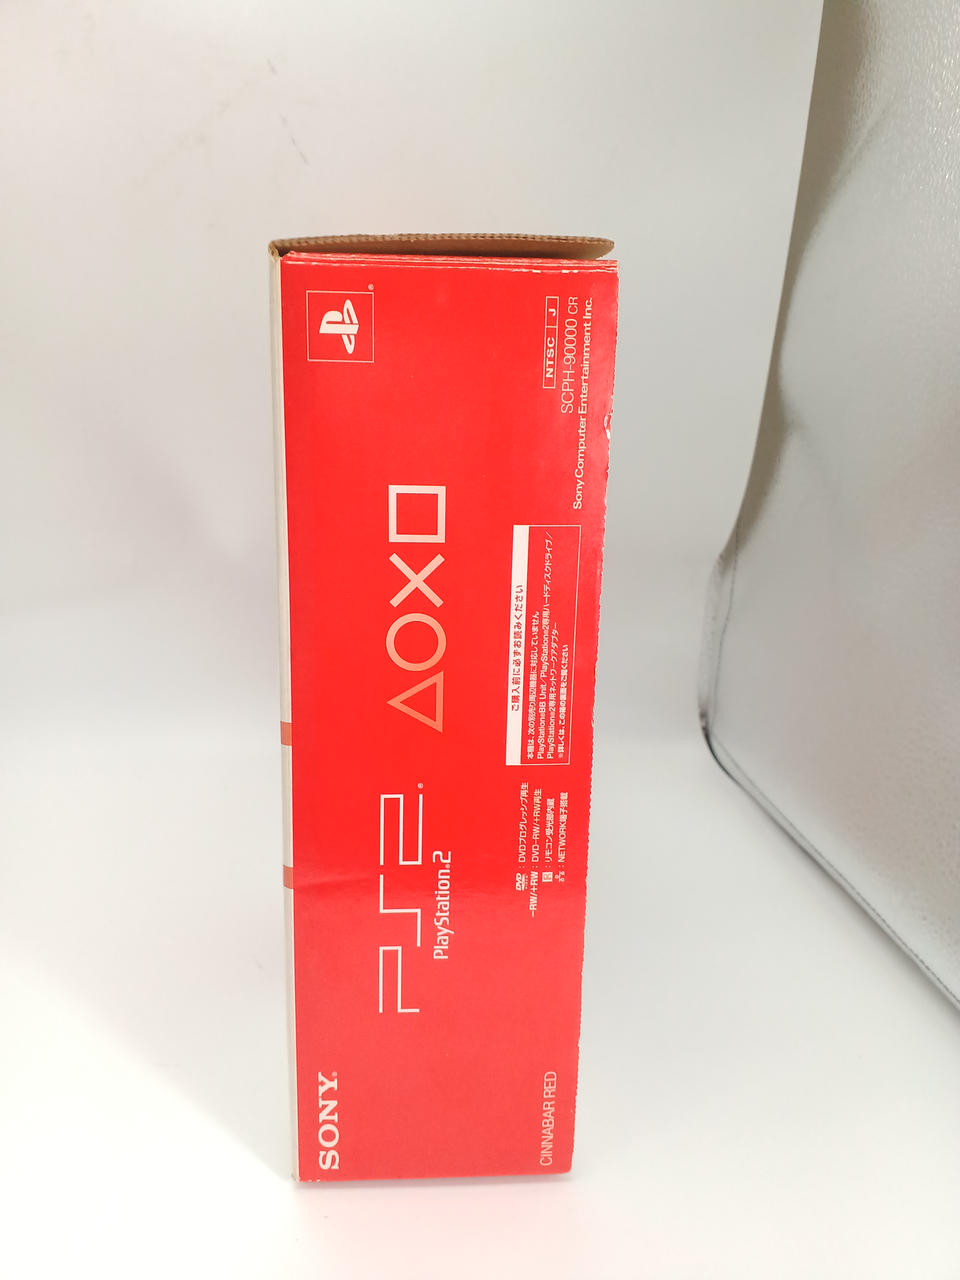 SONY®
PS2®
PlayStation®2
△○×□
®
CINNABAR RED
DVD : DVDプログレッシブ再生
-RW/+RW : DVD-RW/+RW再生
: リモコン受光部内蔵
: NETWORK端子搭載
ご購入前に必ずお読みください
本機は、次の別売り周辺機器に対応していません
PlayStation®BB Unit／PlayStation®2専用ハードディスクドライブ／
PlayStation®2専用ネットワークアダプター
※詳しくは、この箱の裏面をご覧ください
NTSC J
SCPH-90000 CR
Sony Computer Entertainment Inc.